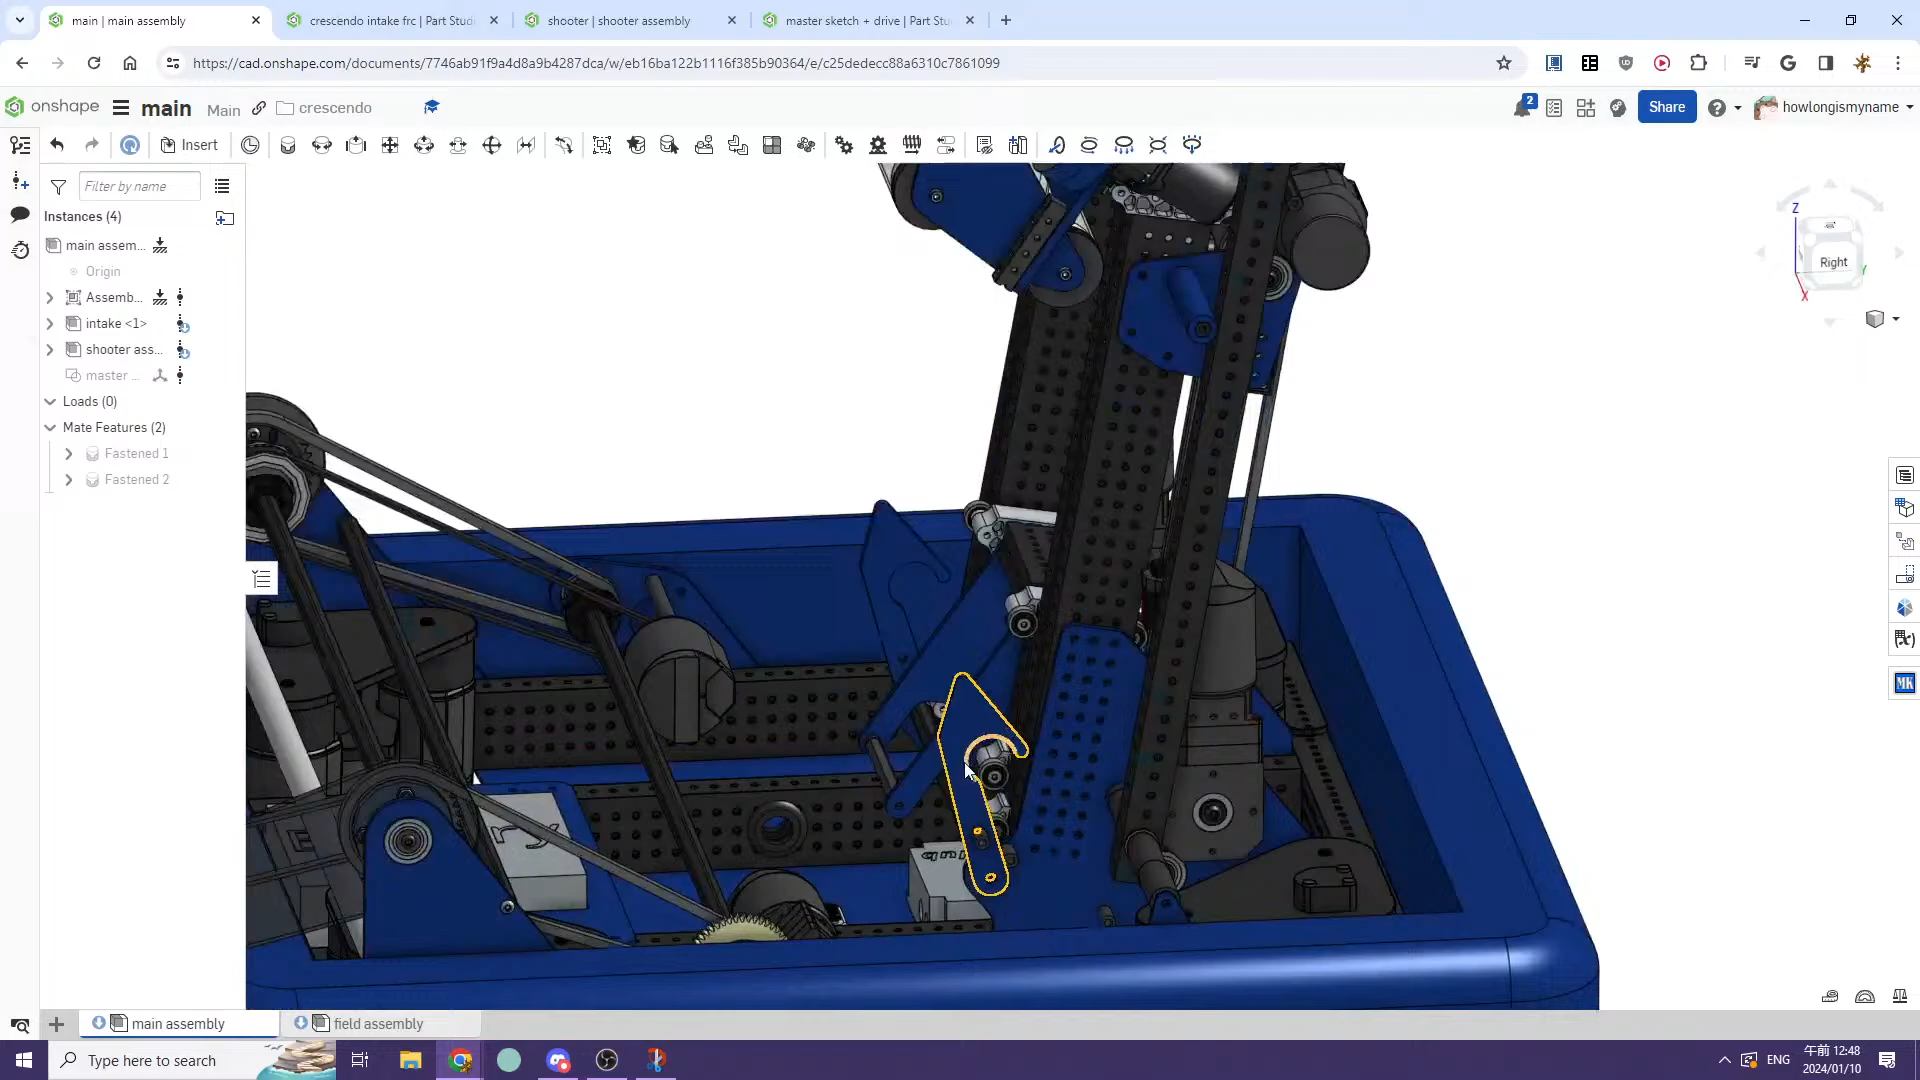 main | main assembly
crescendo intake frc | Part Studi
shooter | shooter assembly
master sketch + drive | Part Stu
https://cad.onshape.com/documents/7746ab91f9a4d8a9b4287dca/w/eb16ba122b1116f385b90364/e/c25dedecc88a6310c7861099
onshape
main
Main
crescendo
2
Share
howlongismyname
Insert
Filter by name
Instances (4)
main assem...
Origin
Assemb...
intake <1>
shooter ass...
master ...
Loads (0)
Mate Features (2)
Fastened 1
Fastened 2
Z
Right
Y
X
MK
main assembly
field assembly
Type here to search
ENG
午前 12:48
2024/01/10